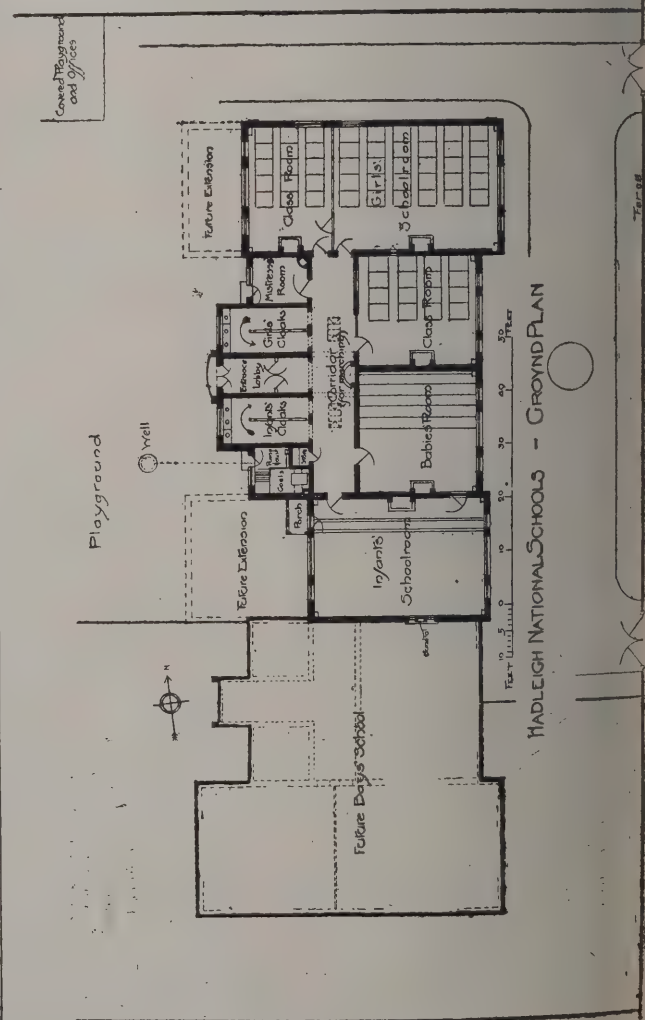 Covered Playground
and Offices
Future Extension
Class Room
Girls'
Schoolroom
Mistress
Room
Girls'
Cloaks
Entrance
Lobby
Infants'
Cloaks
Corridor
(for marching)
Class Room
Babies Room
Coals
Porch
Well
Playground
Future Extension
Infants'
Schoolroom
N
Future Boys' School
FEET 10 5 0 10 20 30 40 50 FEET
HADLEIGH NATIONAL SCHOOLS - GROVND PLAN